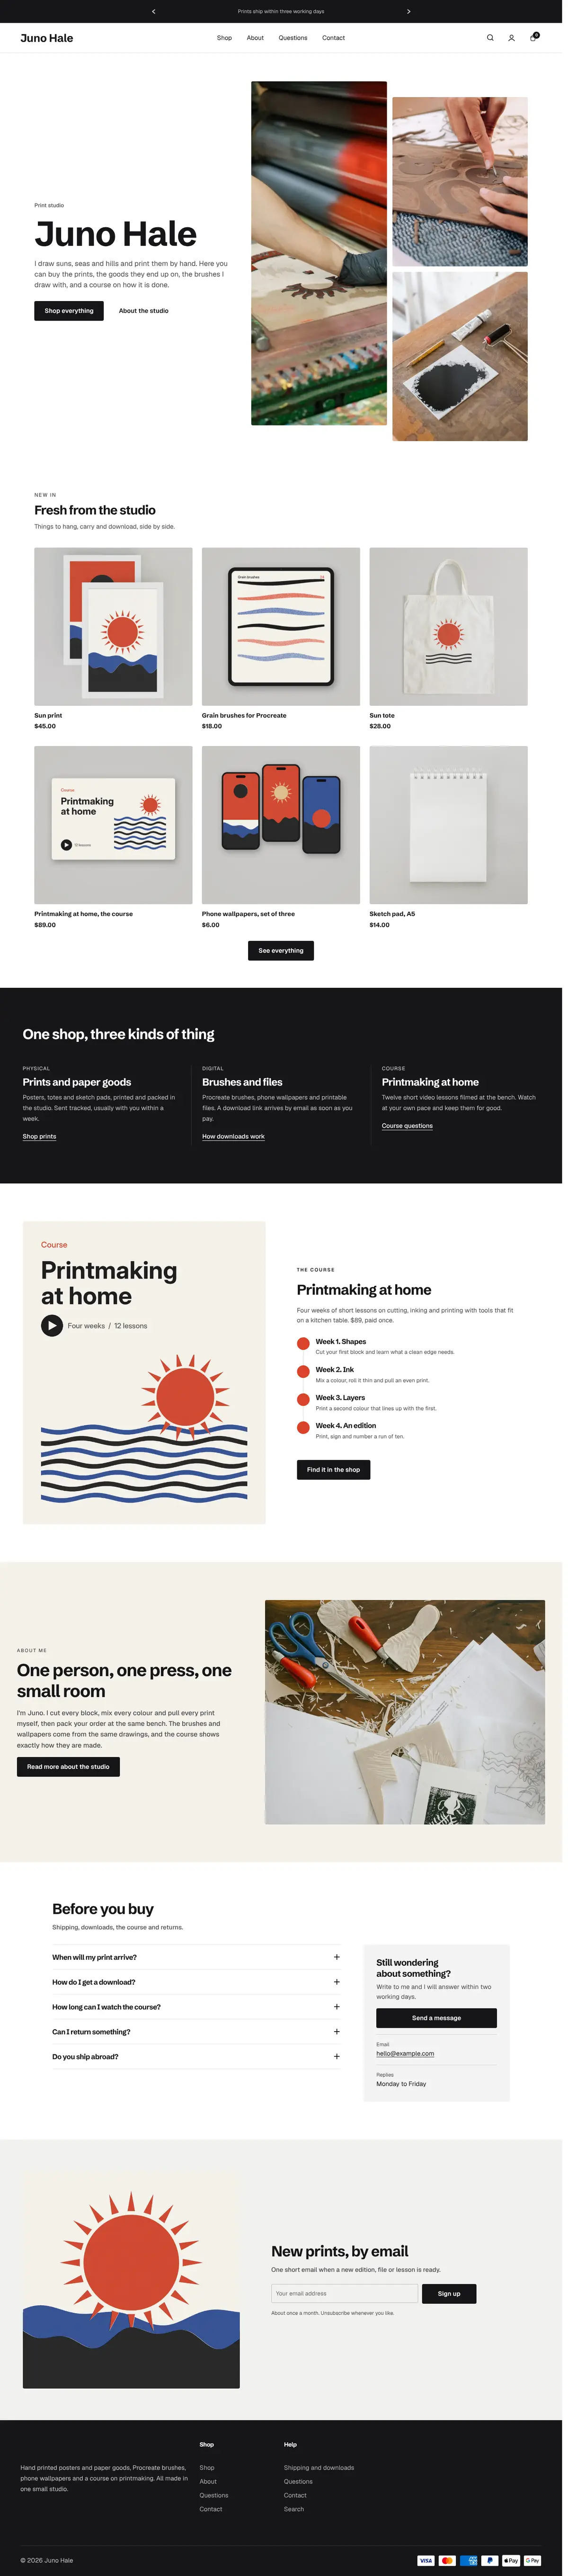 Prints ship within three working days
Juno Hale
Shop
About
Questions
Contact
0
Print studio
Juno Hale
I draw suns, seas and hills and print them by hand. Here you
can buy the prints, the goods they end up on, the brushes I
draw with, and a course on how it is done.
Shop everything
About the studio
NEW IN
Fresh from the studio
Things to hang, carry and download, side by side.
Grain brushes
Sun print
$45.00
Grain brushes for Procreate
$18.00
Sun tote
$28.00
Course
Printmaking
at home
12 lessons
Printmaking at home, the course
$89.00
Phone wallpapers, set of three
$6.00
Sketch pad, A5
$14.00
See everything
One shop, three kinds of thing
PHYSICAL
Prints and paper goods
Posters, totes and sketch pads, printed and packed in
the studio. Sent tracked, usually with you within a
week.
Shop prints
DIGITAL
Brushes and files
Procreate brushes, phone wallpapers and printable
files. A download link arrives by email as soon as you
pay.
How downloads work
COURSE
Printmaking at home
Twelve short video lessons filmed at the bench. Watch
at your own pace and keep them for good.
Course questions
Course
Printmaking
at home
Four weeks / 12 lessons
THE COURSE
Printmaking at home
Four weeks of short lessons on cutting, inking and printing with tools that fit
on a kitchen table. $89, paid once.
Week 1. Shapes
Cut your first block and learn what a clean edge needs.
Week 2. Ink
Mix a colour, roll it thin and pull an even print.
Week 3. Layers
Print a second colour that lines up with the first.
Week 4. An edition
Print, sign and number a run of ten.
Find it in the shop
ABOUT ME
One person, one press, one
small room
I'm Juno. I cut every block, mix every colour and pull every print
myself, then pack your order at the same bench. The brushes and
wallpapers come from the same drawings, and the course shows
exactly how they are made.
Read more about the studio
Before you buy
Shipping, downloads, the course and returns.
When will my print arrive?
How do I get a download?
How long can I watch the course?
Can I return something?
Do you ship abroad?
Still wondering
about something?
Write to me and I will answer within two
working days.
Send a message
Email
hello@example.com
Replies
Monday to Friday
New prints, by email
One short email when a new edition, file or lesson is ready.
Your email address
Sign up
About once a month. Unsubscribe whenever you like.
Hand printed posters and paper goods, Procreate brushes,
phone wallpapers and a course on printmaking. All made in
one small studio.
Shop
Shop
About
Questions
Contact
Help
Shipping and downloads
Questions
Contact
Search
© 2026 Juno Hale
VISA
Pay
G Pay